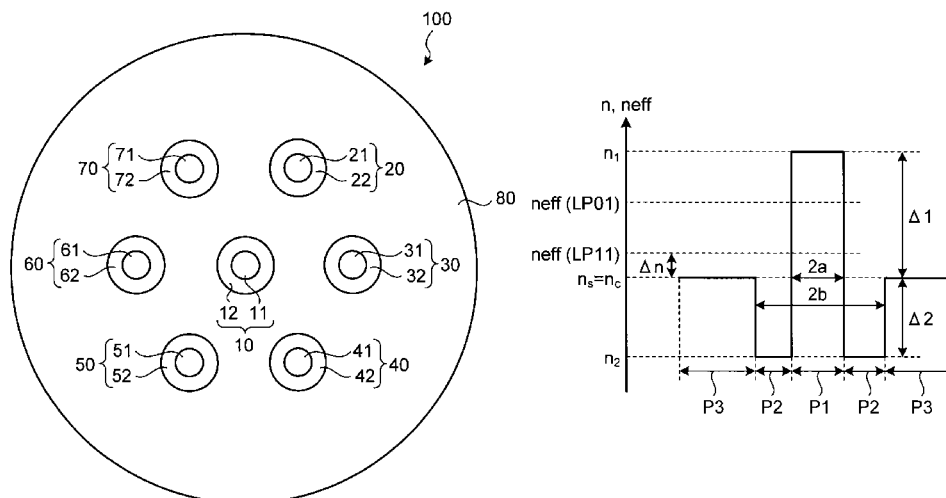 100
n, neff
70 { 71 72
21 22 } 20
80
60 { 61 62
31 32 } 30
12 11
10
50 { 51 52
41 42 } 40
n1
neff (LP01)
Δ1
neff (LP11)
Δn
ns=nc
2a
2b
Δ2
n2
P3 P2 P1 P2 P3